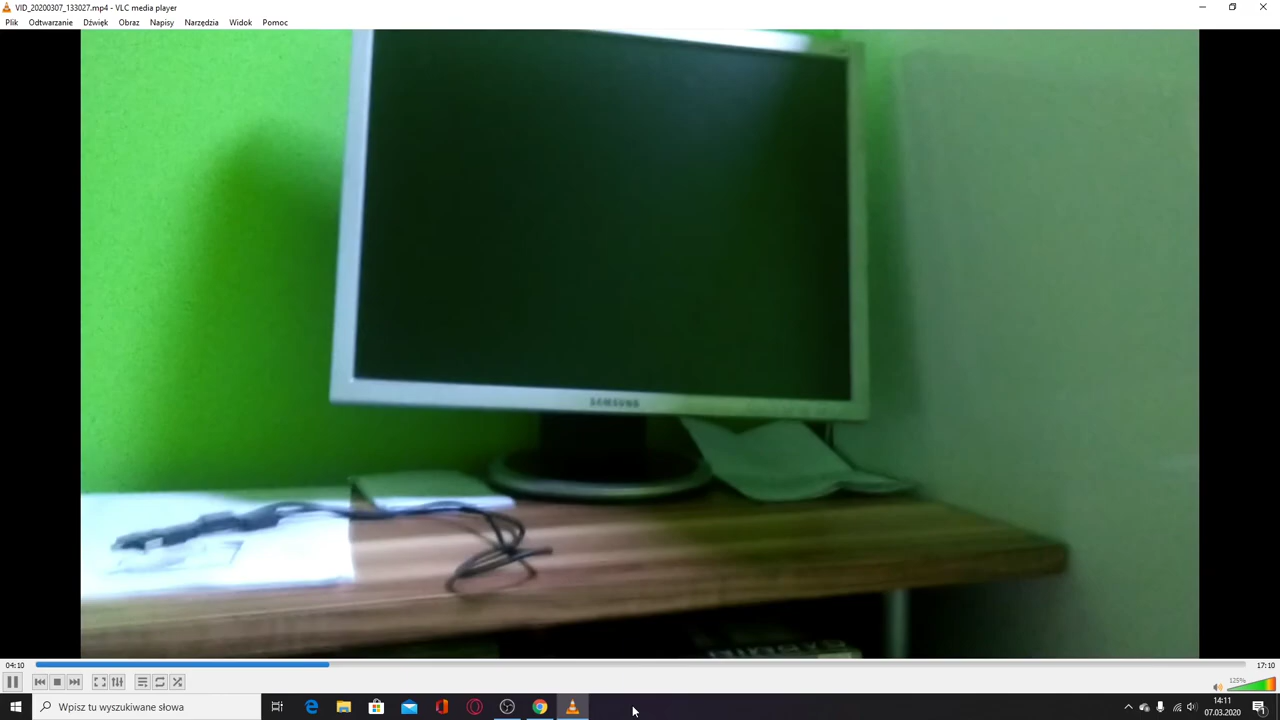 VID_20200307_133027.mp4 - VLC media player
Plik Odtwarzanie Dźwięk Obraz Napisy Narzędzia Widok Pomoc
SAMSUNG
04:10 17:10
125%
Wpisz tu wyszukiwane słowa
14:11
07.03.2020